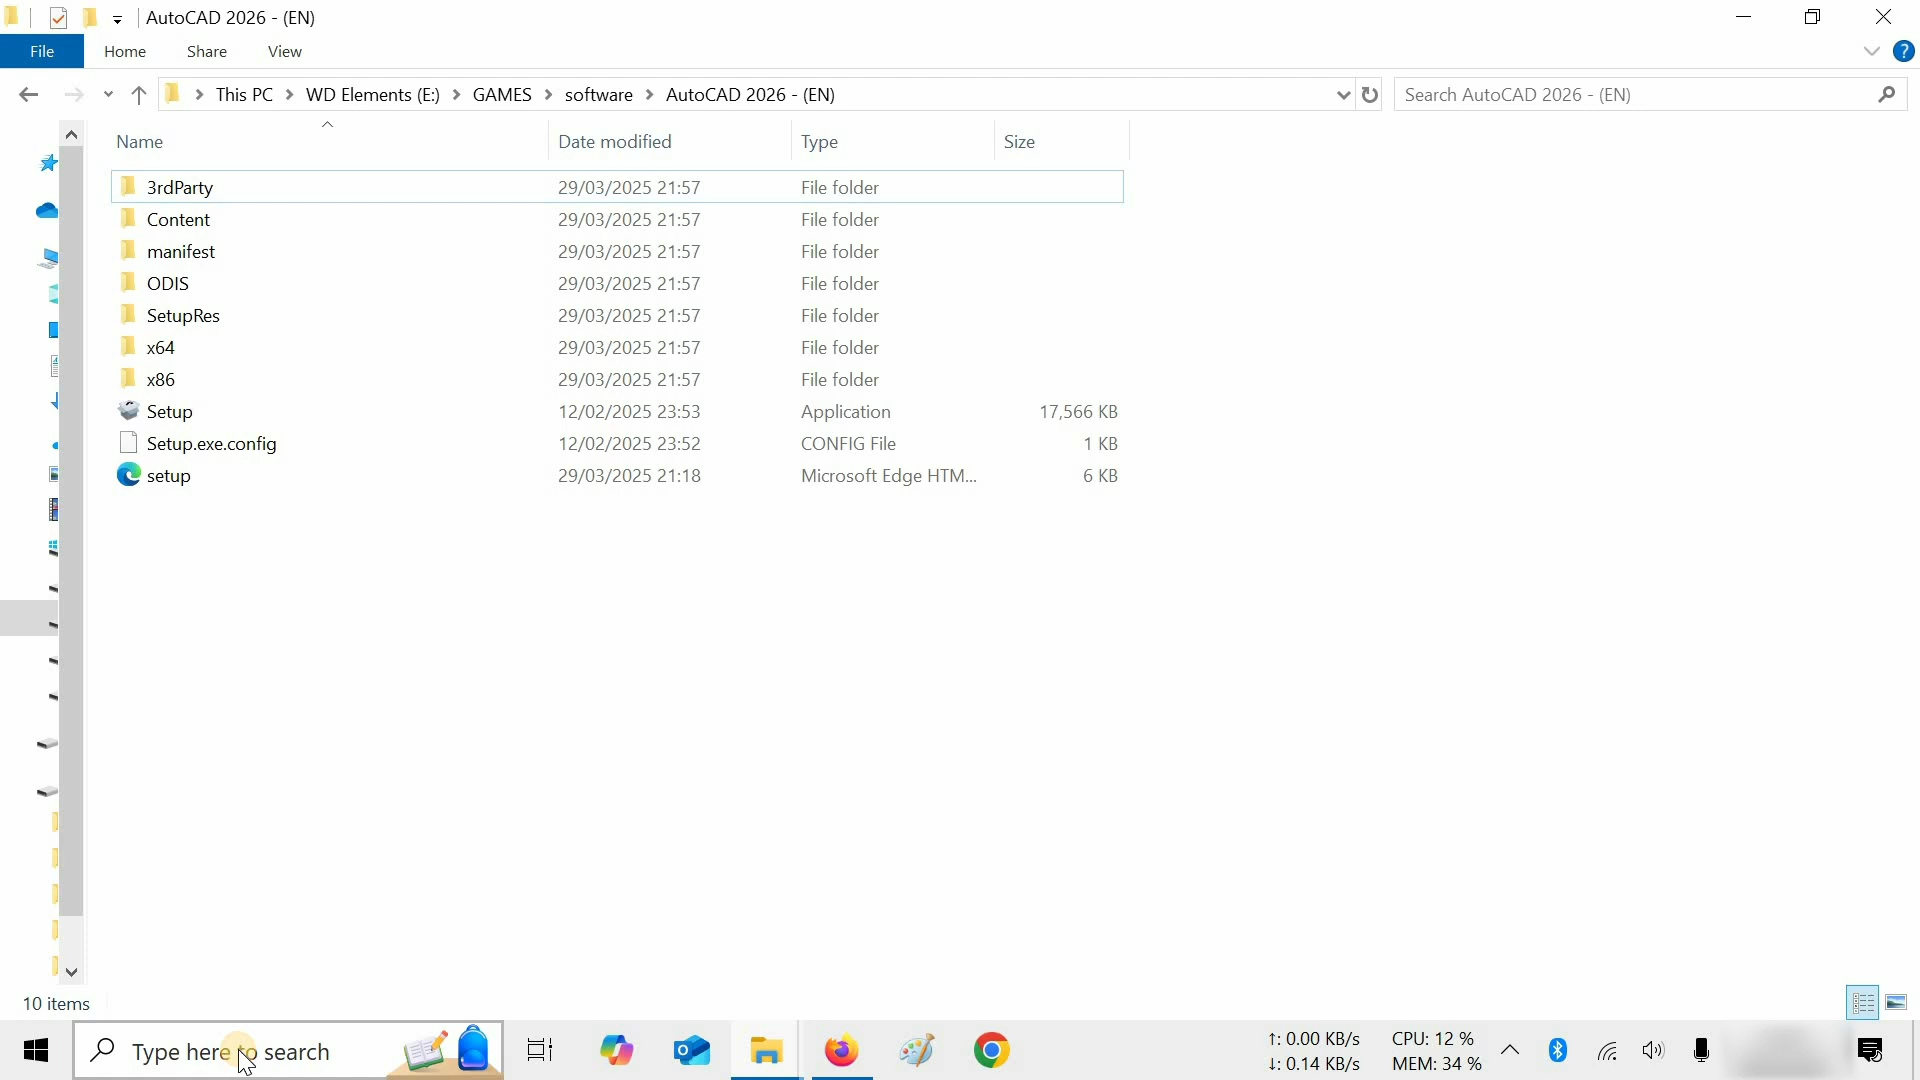 AutoCAD 2026 - (EN)
File Home Share View
This PC WD Elements (E:) GAMES software AutoCAD 2026 - (EN) Search AutoCAD 2026 - (EN)
Name Date modified Type Size
3rdParty 29/03/2025 21:57 File folder
Content 29/03/2025 21:57 File folder
manifest 29/03/2025 21:57 File folder
ODIS 29/03/2025 21:57 File folder
SetupRes 29/03/2025 21:57 File folder
x64 29/03/2025 21:57 File folder
x86 29/03/2025 21:57 File folder
Setup 12/02/2025 23:53 Application 17,566 KB
Setup.exe.config 12/02/2025 23:52 CONFIG File 1 KB
setup 29/03/2025 21:18 Microsoft Edge HTM... 6 KB
10 items
Type here to search
↑: 0.00 KB/s CPU: 12 %
↓: 0.14 KB/s MEM: 34 %